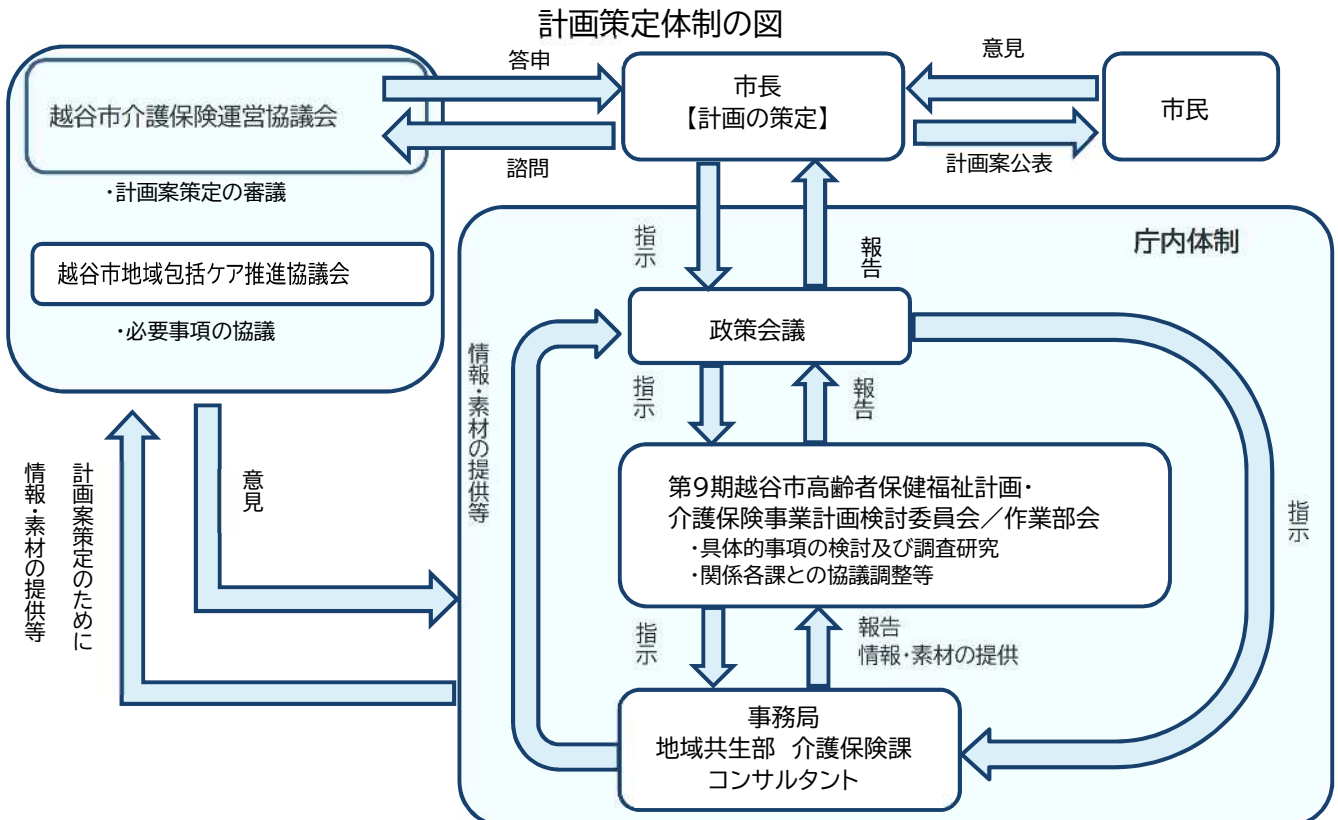 計画策定体制の図
越谷市介護保険運営協議会
・計画案策定の審議
越谷市地域包括ケア推進協議会
・必要事項の協議
答申
諮問
市長
【計画の策定】
意見
計画案公表
市民
指示
報告
庁内体制
政策会議
情報・素材の提供等
指示
報告
指示
第9期越谷市高齢者保健福祉計画・
介護保険事業計画検討委員会／作業部会
・具体的事項の検討及び調査研究
・関係各課との協議調整等
計画案策定のために
情報・素材の提供等
意見
指示
報告
情報・素材の提供
事務局
地域共生部　介護保険課
コンサルタント